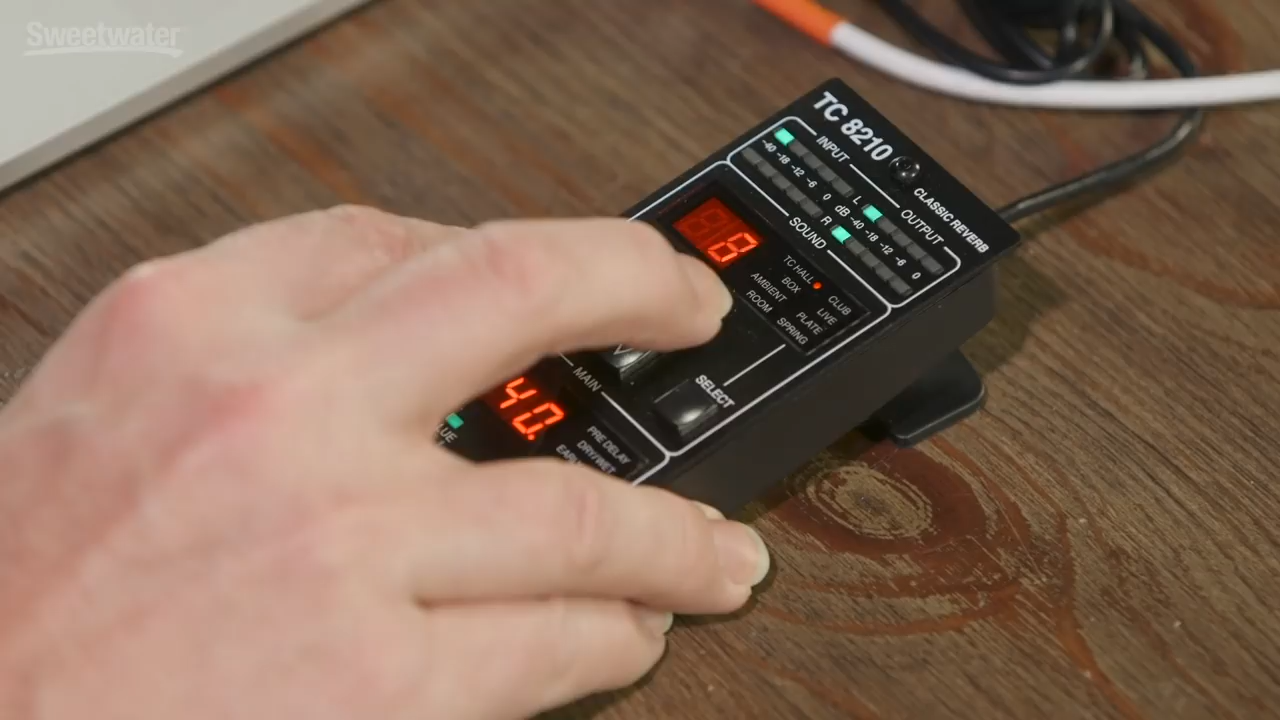 Sweetwater
TC 8210
CLASSIC REVERB
INPUT
-40 -18 -12 -6 0
L
dB
R
OUTPUT
-40 -18 -12 -6 0
SOUND
8
TC HALL
BOX
AMBIENT
ROOM
CLUB
LIVE
PLATE
SPRING
SELECT
MAIN
40.
PRE DELAY
DRY/WET